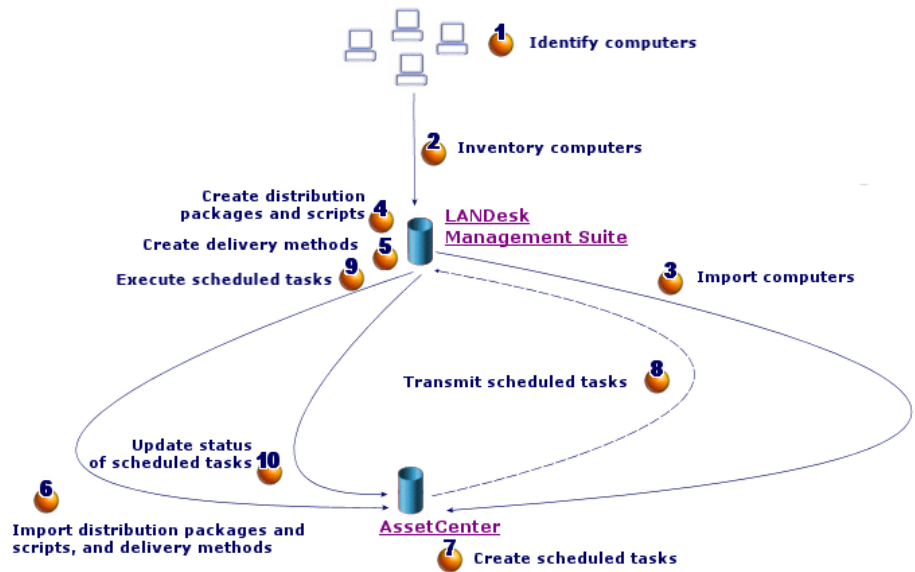 1 Identify computers
2 Inventory computers
Create distribution
packages and scripts 4
LANDesk
Management Suite
Create delivery methods 5
Execute scheduled tasks 9
3 Import computers
Transmit scheduled tasks 8
Update status
of scheduled tasks 10
6
Import distribution packages and
scripts, and delivery methods
AssetCenter
7 Create scheduled tasks